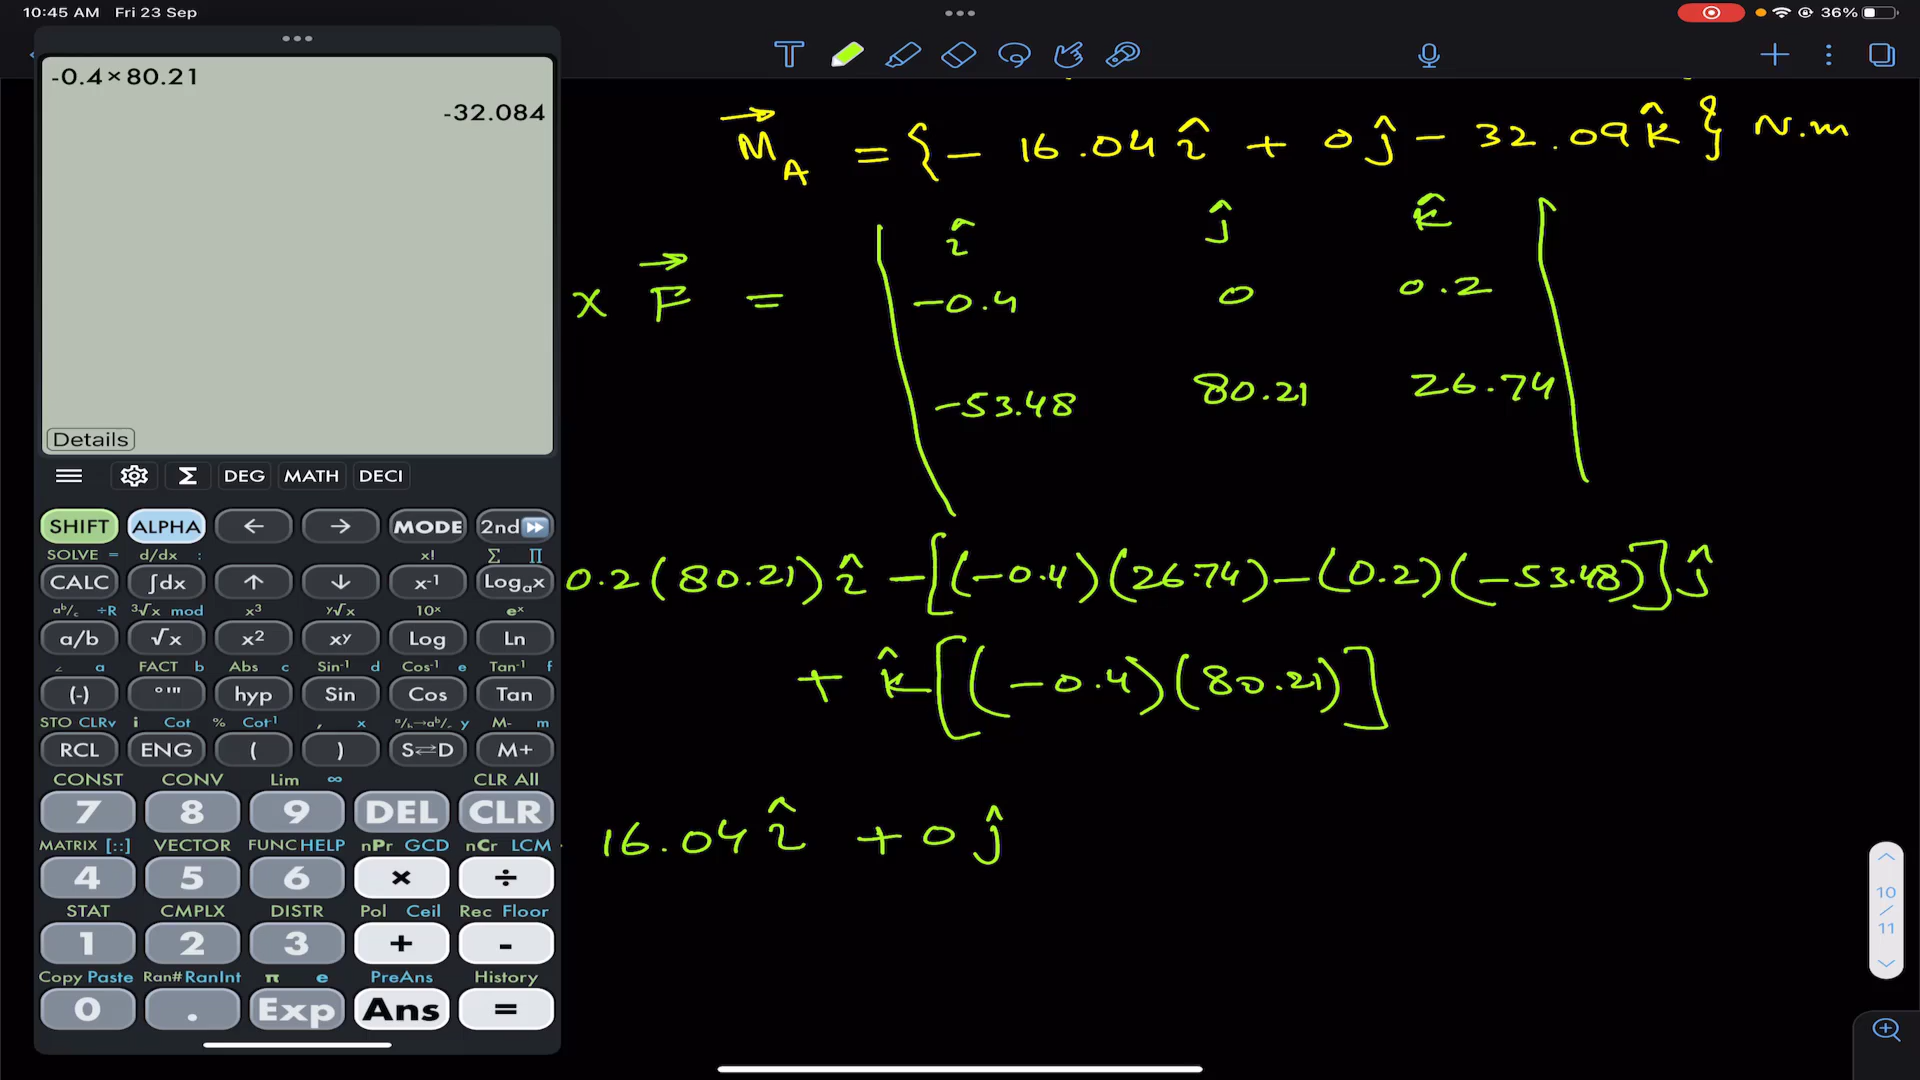 10:45 AM Fri 23 Sep
36%
-0.4×80.21
-32.084
Details
DEG MATH DECI
SHIFT ALPHA ← → MODE 2nd
SOLVE = d/dx : x! Σ Π
CALC ∫dx ↑ ↓ x⁻¹ Logₐx
aᵇ/c ÷R ³√x mod x³ ʸ√x 10ˣ eˣ
a/b √x x² xʸ Log Ln
∠ a FACT b Abs c Sin⁻¹ d Cos⁻¹ e Tan⁻¹ f
(-) °'" hyp Sin Cos Tan
STO CLRv i Cot % Cot⁻¹ , x ᵃ/b→aᵇ/c y M- m
RCL ENG ( ) S⇄D M+
CONST CONV Lim ∞ CLR All
7 8 9 DEL CLR
MATRIX [::] VECTOR FUNC HELP nPr GCD nCr LCM
4 5 6 × ÷
STAT CMPLX DISTR Pol Ceil Rec Floor
1 2 3 + -
Copy Paste Ran# RanInt π e PreAns History
0 . Exp Ans =
M⃗_A = { - 16.04 î + 0 ĵ - 32.09 k̂ } N.m
î ĵ k̂
× F⃗ = | -0.4 0 0.2 |
-53.48 80.21 26.74
0.2(80.21) î - [(-0.4)(26.74) - (0.2)(-53.48)] ĵ
+ k̂ [(-0.4)(80.21)]
16.04 î + 0 ĵ
10
/
11